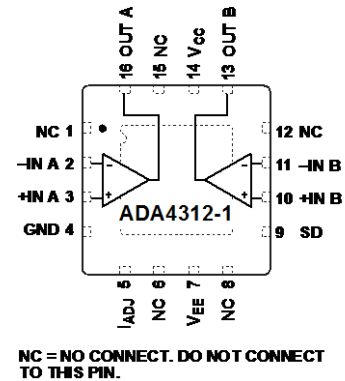 16 OUT A
15 NC
14 VCC
13 OUT B
NC 1
12 NC
–IN A 2
11 –IN B
+IN A 3
10 +IN B
GND 4
9 SD
– +
– +
ADA4312-1
IADJ 5
NC 6
VEE 7
NC 8
NC = NO CONNECT. DO NOT CONNECT
TO THIS PIN.